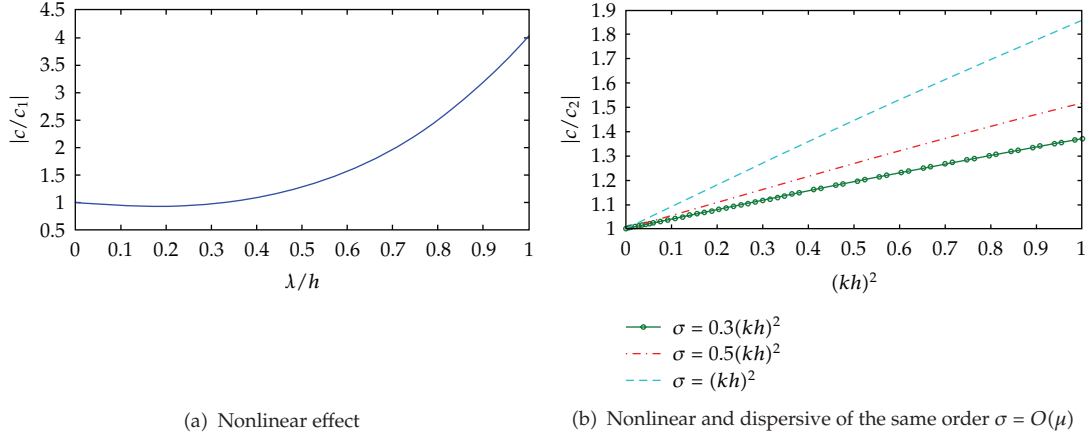 |c/c₁|
4.5
4
3.5
3
2.5
2
1.5
1
0.5
0 0.1 0.2 0.3 0.4 0.5 0.6 0.7 0.8 0.9 1
λ/h
(a) Nonlinear effect
|c/c₂|
1.9
1.8
1.7
1.6
1.5
1.4
1.3
1.2
1.1
1
0 0.1 0.2 0.3 0.4 0.5 0.6 0.7 0.8 0.9 1
(kh)²
σ = 0.3(kh)²
σ = 0.5(kh)²
σ = (kh)²
(b) Nonlinear and dispersive of the same order σ = O(μ)